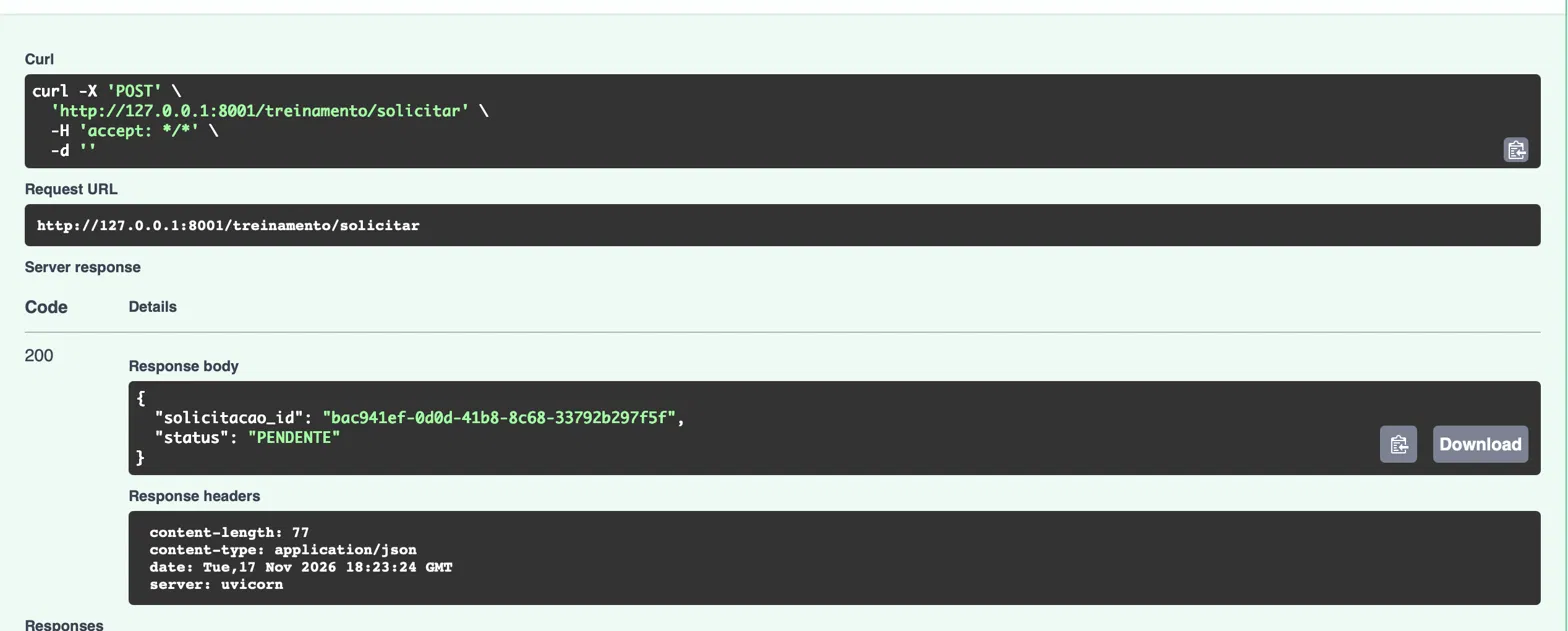 Curl
curl -X 'POST' \
'http://127.0.0.1:8001/treinamento/solicitar' \
-H 'accept: */*' \
-d ''
Request URL
http://127.0.0.1:8001/treinamento/solicitar
Server response
Code Details
200
Response body
{
"solicitacao_id": "bac941ef-0d0d-41b8-8c68-33792b297f5f",
"status": "PENDENTE"
}
Download
Response headers
content-length: 77
content-type: application/json
date: Tue,17 Nov 2026 18:23:24 GMT
server: uvicorn
Responses